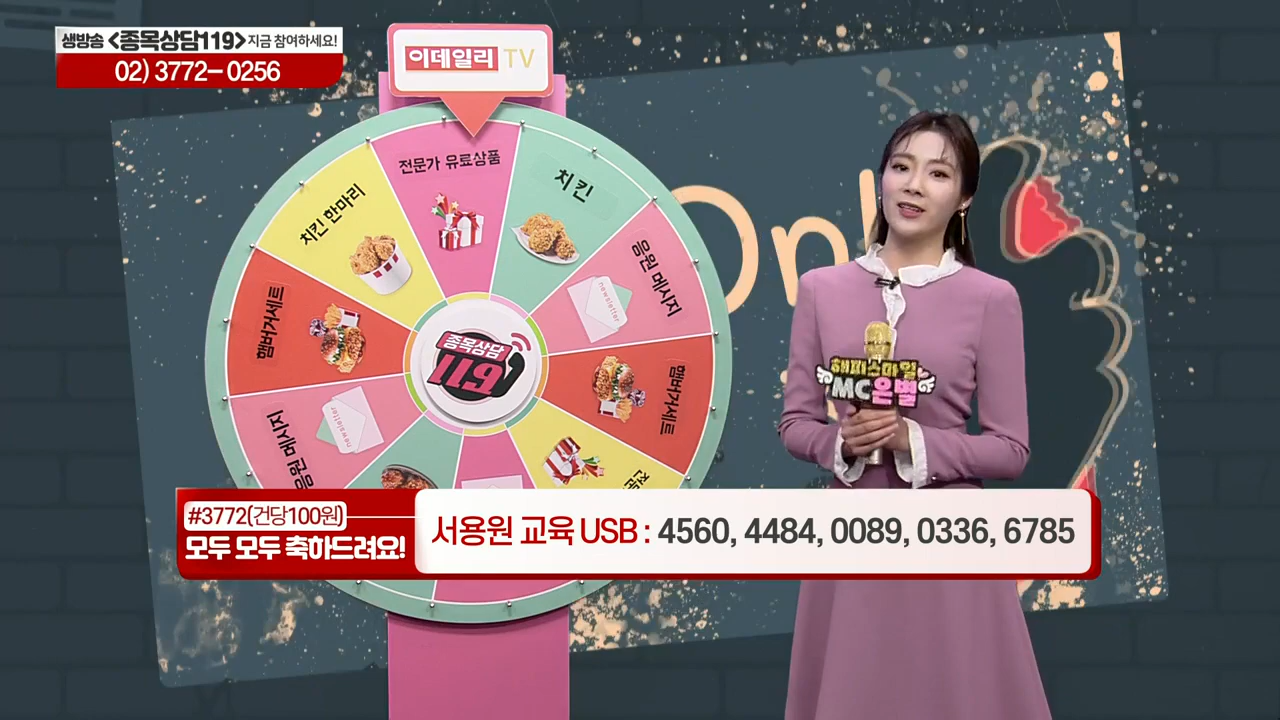 생방송 <종목상담119> 지금 참여하세요!
02) 3772-0256
이데일리 TV
전문가 유료상품
치킨
치킨 한마리
응원 메시지
newsletter
햄버거세트
햄버거세트
종목상담
119
newsletter
응원 메시지
Onl
해피스마일
MC은별
#3772(건당100원)
모두 모두 축하드려요!
서용원 교육 USB : 4560, 4484, 0089, 0336, 6785